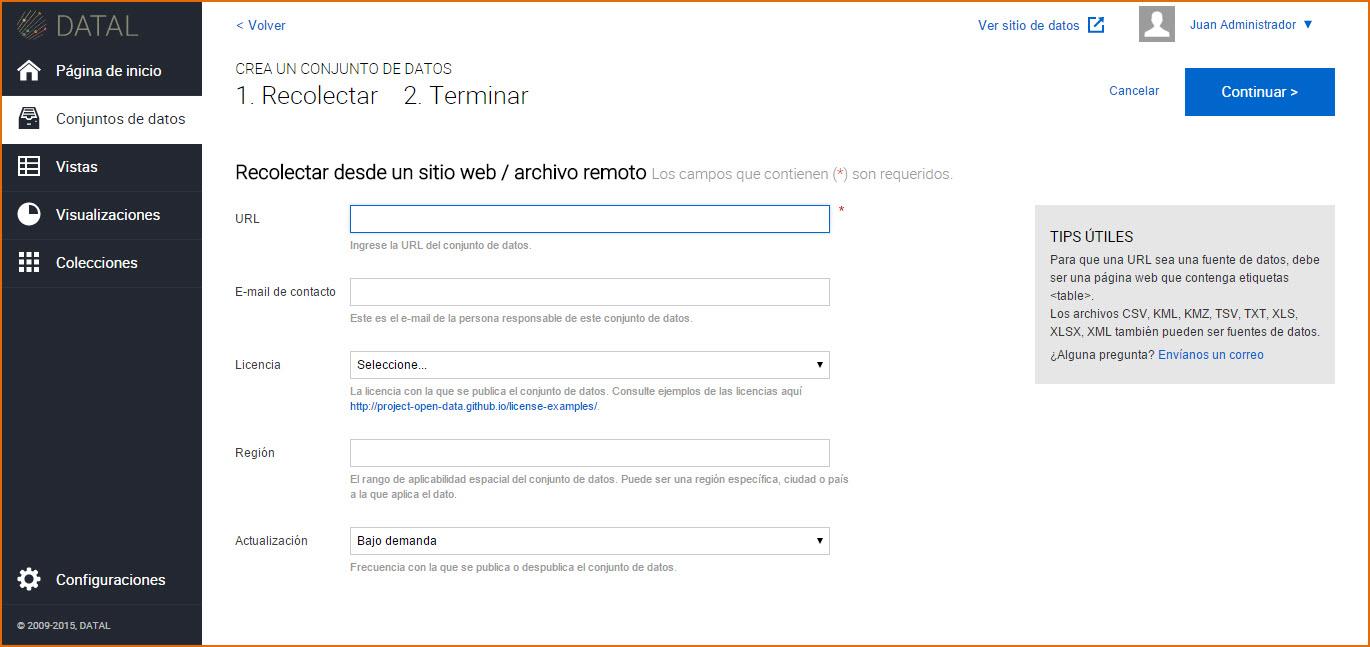 DATAL
Página de inicio
Conjuntos de datos
Vistas
Visualizaciones
Colecciones
Configuraciones
© 2009-2015, DATAL
< Volver
Ver sitio de datos
Juan Administrador ▼
CREA UN CONJUNTO DE DATOS
1. Recolectar 2. Terminar
Cancelar
Continuar >
Recolectar desde un sitio web / archivo remoto Los campos que contienen (*) son requeridos.
URL *
Ingrese la URL del conjunto de datos.
E-mail de contacto
Este es el e-mail de la persona responsable de este conjunto de datos.
Licencia
Seleccione...
La licencia con la que se publica el conjunto de datos. Consulte ejemplos de las licencias aquí
http://project-open-data.github.io/license-examples/.
Región
El rango de aplicabilidad espacial del conjunto de datos. Puede ser una región específica, ciudad o país
a la que aplica el dato.
Actualización
Bajo demanda
Frecuencia con la que se publica o despublica el conjunto de datos.
TIPS ÚTILES
Para que una URL sea una fuente de datos, debe
ser una página web que contenga etiquetas
<table>.
Los archivos CSV, KML, KMZ, TSV, TXT, XLS,
XLSX, XML también pueden ser fuentes de datos.
¿Alguna pregunta? Envíanos un correo